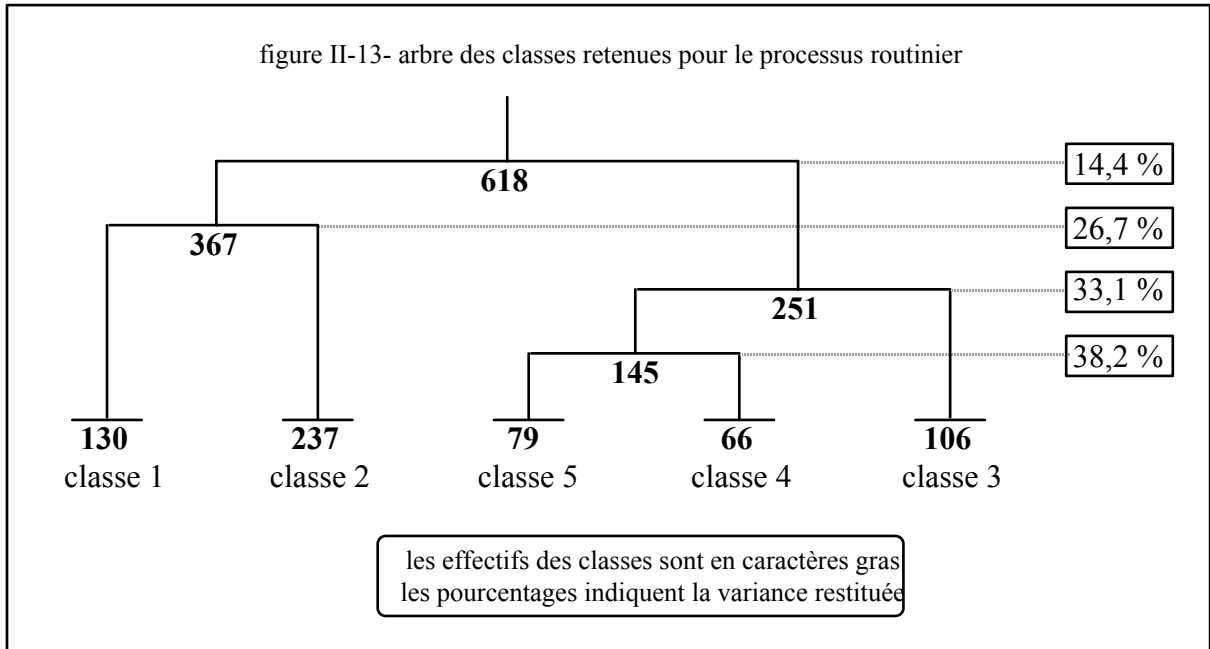 figure II-13- arbre des classes retenues pour le processus routinier
618
14,4 %
367
26,7 %
251
33,1 %
145
38,2 %
130 237 79 66 106
classe 1 classe 2 classe 5 classe 4 classe 3
les effectifs des classes sont en caractères gras
les pourcentages indiquent la variance restituée